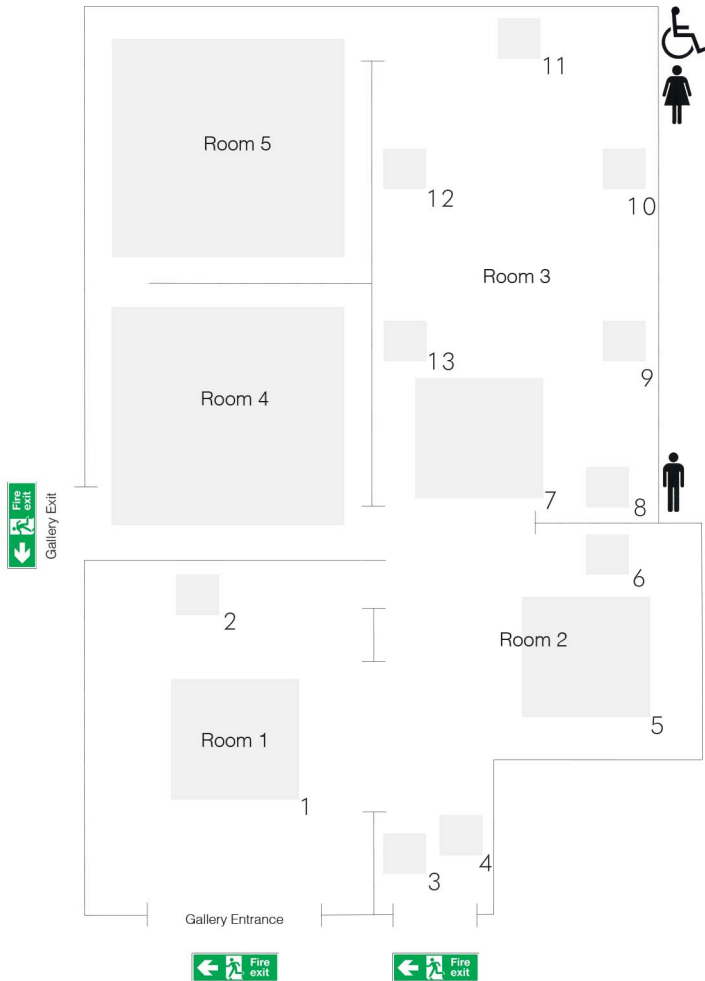 11
Room 5
12
10
Room 3
13
9
Room 4
7
8
Fire
exit
Gallery Exit
6
2
Room 2
5
Room 1
1
4
3
Gallery Entrance
Fire
exit
Fire
exit